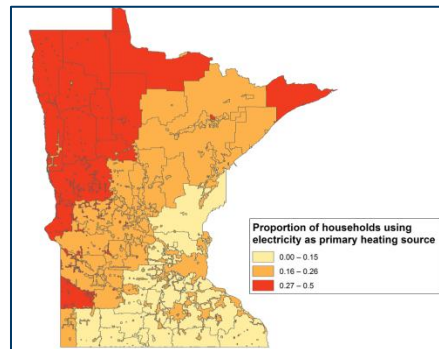 Proportion of households using
electricity as primary heating source
0.00 – 0.15
0.16 – 0.26
0.27 – 0.5